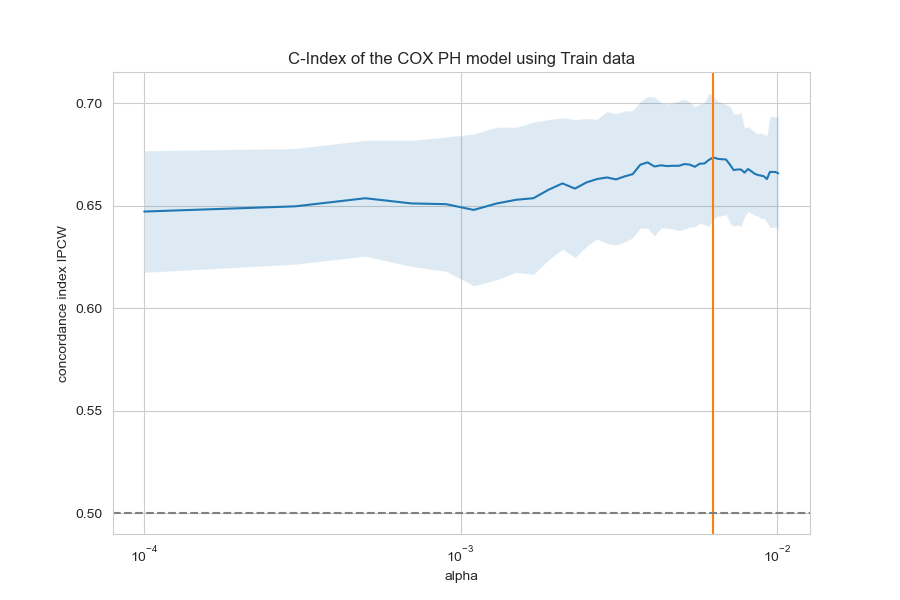 C-Index of the COX PH model using Train data
concordance index IPCW
0.70
0.65
0.60
0.55
0.50
10⁻⁴
10⁻³
10⁻²
alpha